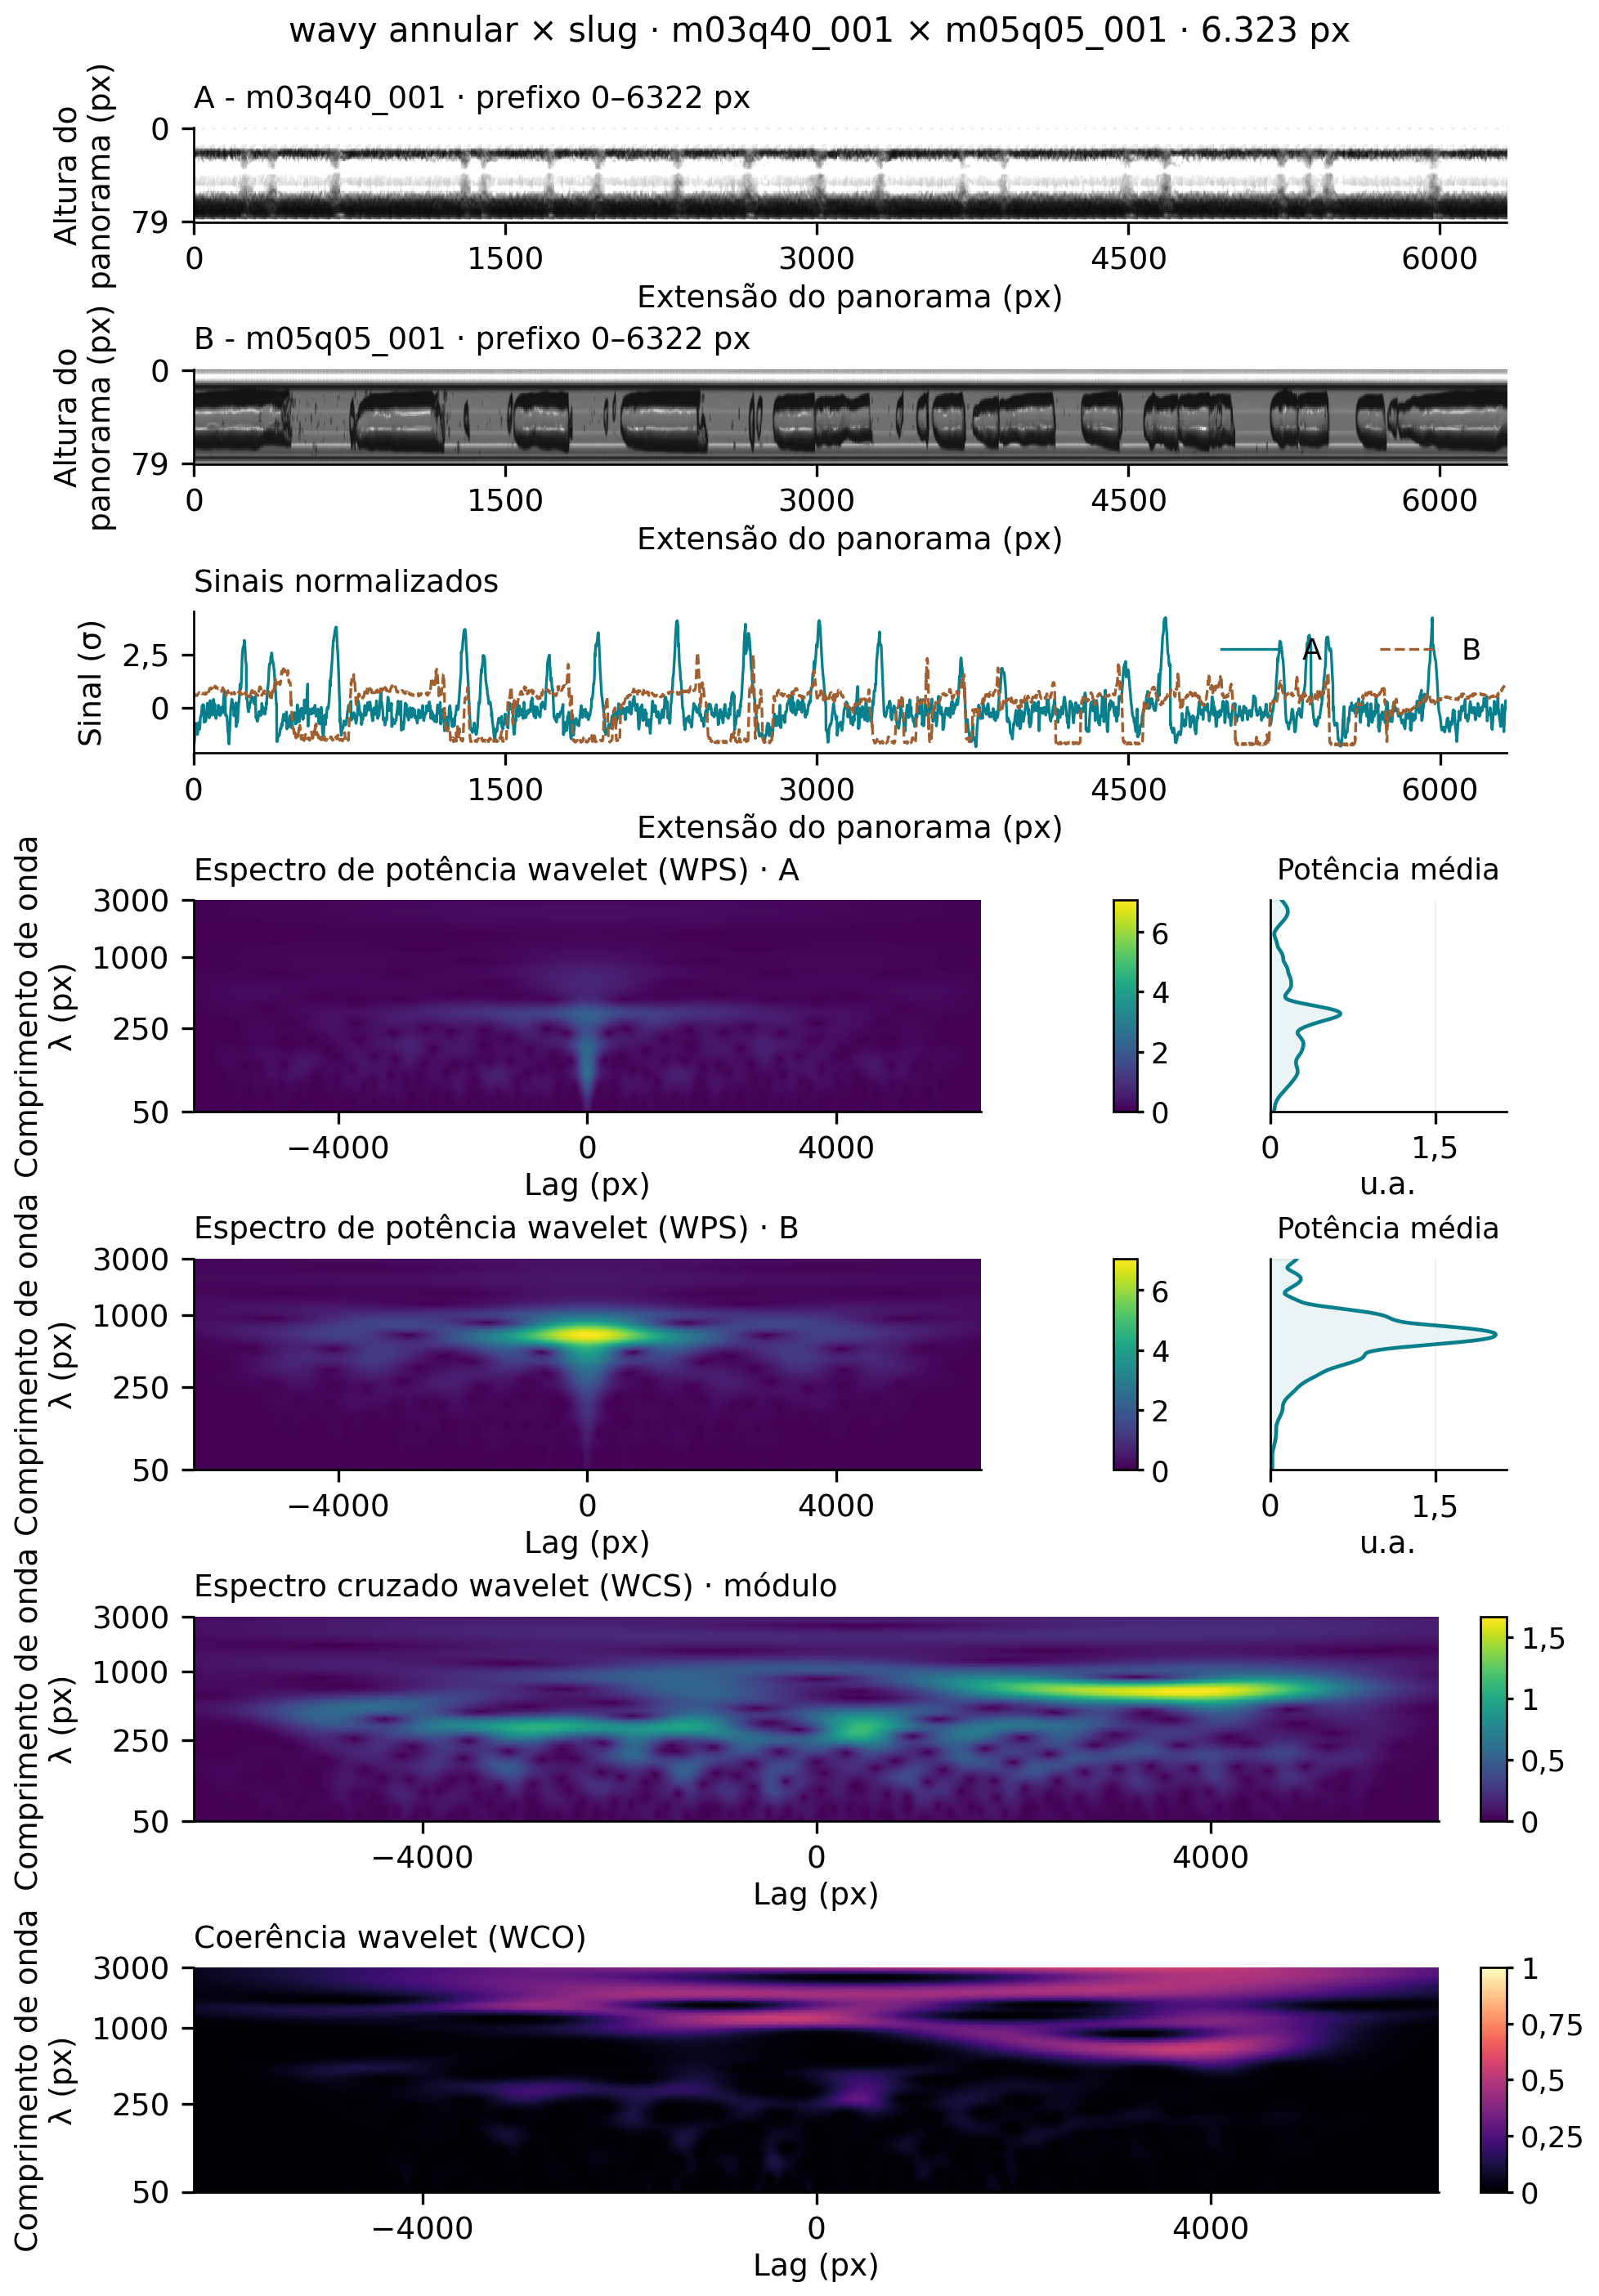 wavy annular × slug · m03q40_001 × m05q05_001 · 6.323 px
A - m03q40_001 · prefixo 0–6322 px
Altura do
panorama (px)
0
79
0 1500 3000 4500 6000
Extensão do panorama (px)
B - m05q05_001 · prefixo 0–6322 px
Altura do
panorama (px)
0
79
0 1500 3000 4500 6000
Extensão do panorama (px)
Sinais normalizados
Sinal (σ)
2,5
0
A B
0 1500 3000 4500 6000
Extensão do panorama (px)
Espectro de potência wavelet (WPS) · A
Comprimento de onda
λ (px)
3000
1000
250
50
−4000 0 4000
Lag (px)
6
4
2
0
Potência média
0 1,5
u.a.
Espectro de potência wavelet (WPS) · B
Comprimento de onda
λ (px)
3000
1000
250
50
−4000 0 4000
Lag (px)
6
4
2
0
Potência média
0 1,5
u.a.
Espectro cruzado wavelet (WCS) · módulo
Comprimento de onda
λ (px)
3000
1000
250
50
−4000 0 4000
Lag (px)
1,5
1
0,5
0
Coerência wavelet (WCO)
Comprimento de onda
λ (px)
3000
1000
250
50
−4000 0 4000
Lag (px)
1
0,75
0,5
0,25
0